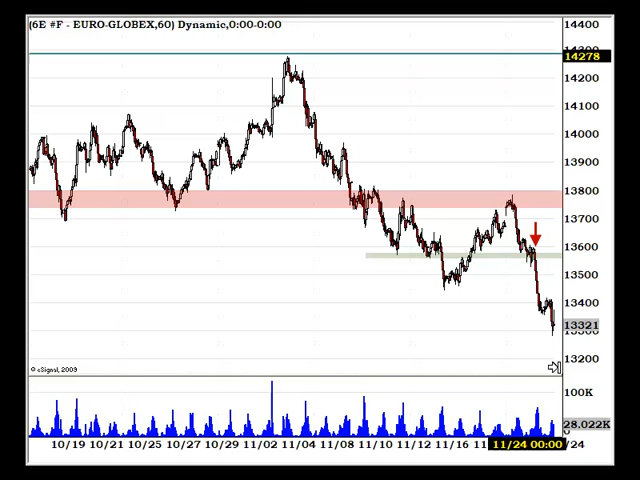 (6E #F - EURO-GLOBEX,60) Dynamic,0:00-0:00
14400
14278
14200
14100
14000
13900
13800
13700
13600
13500
13400
13321
13200
© eSignal, 2009
100K
28.022K
10/19 10/21 10/25 10/27 10/29 11/02 11/04 11/08 11/10 11/12 11/16 11 11/24 00:00 /24